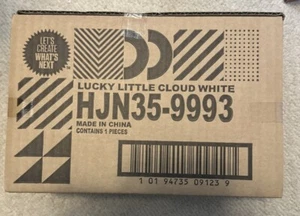 LET'S
CREATE
WHAT'S
NEXT
LUCKY LITTLE CLOUD WHITE
HJN35-9993
MADE IN CHINA
CONTAINS 1 PIECES
1 01 94735 09123 9